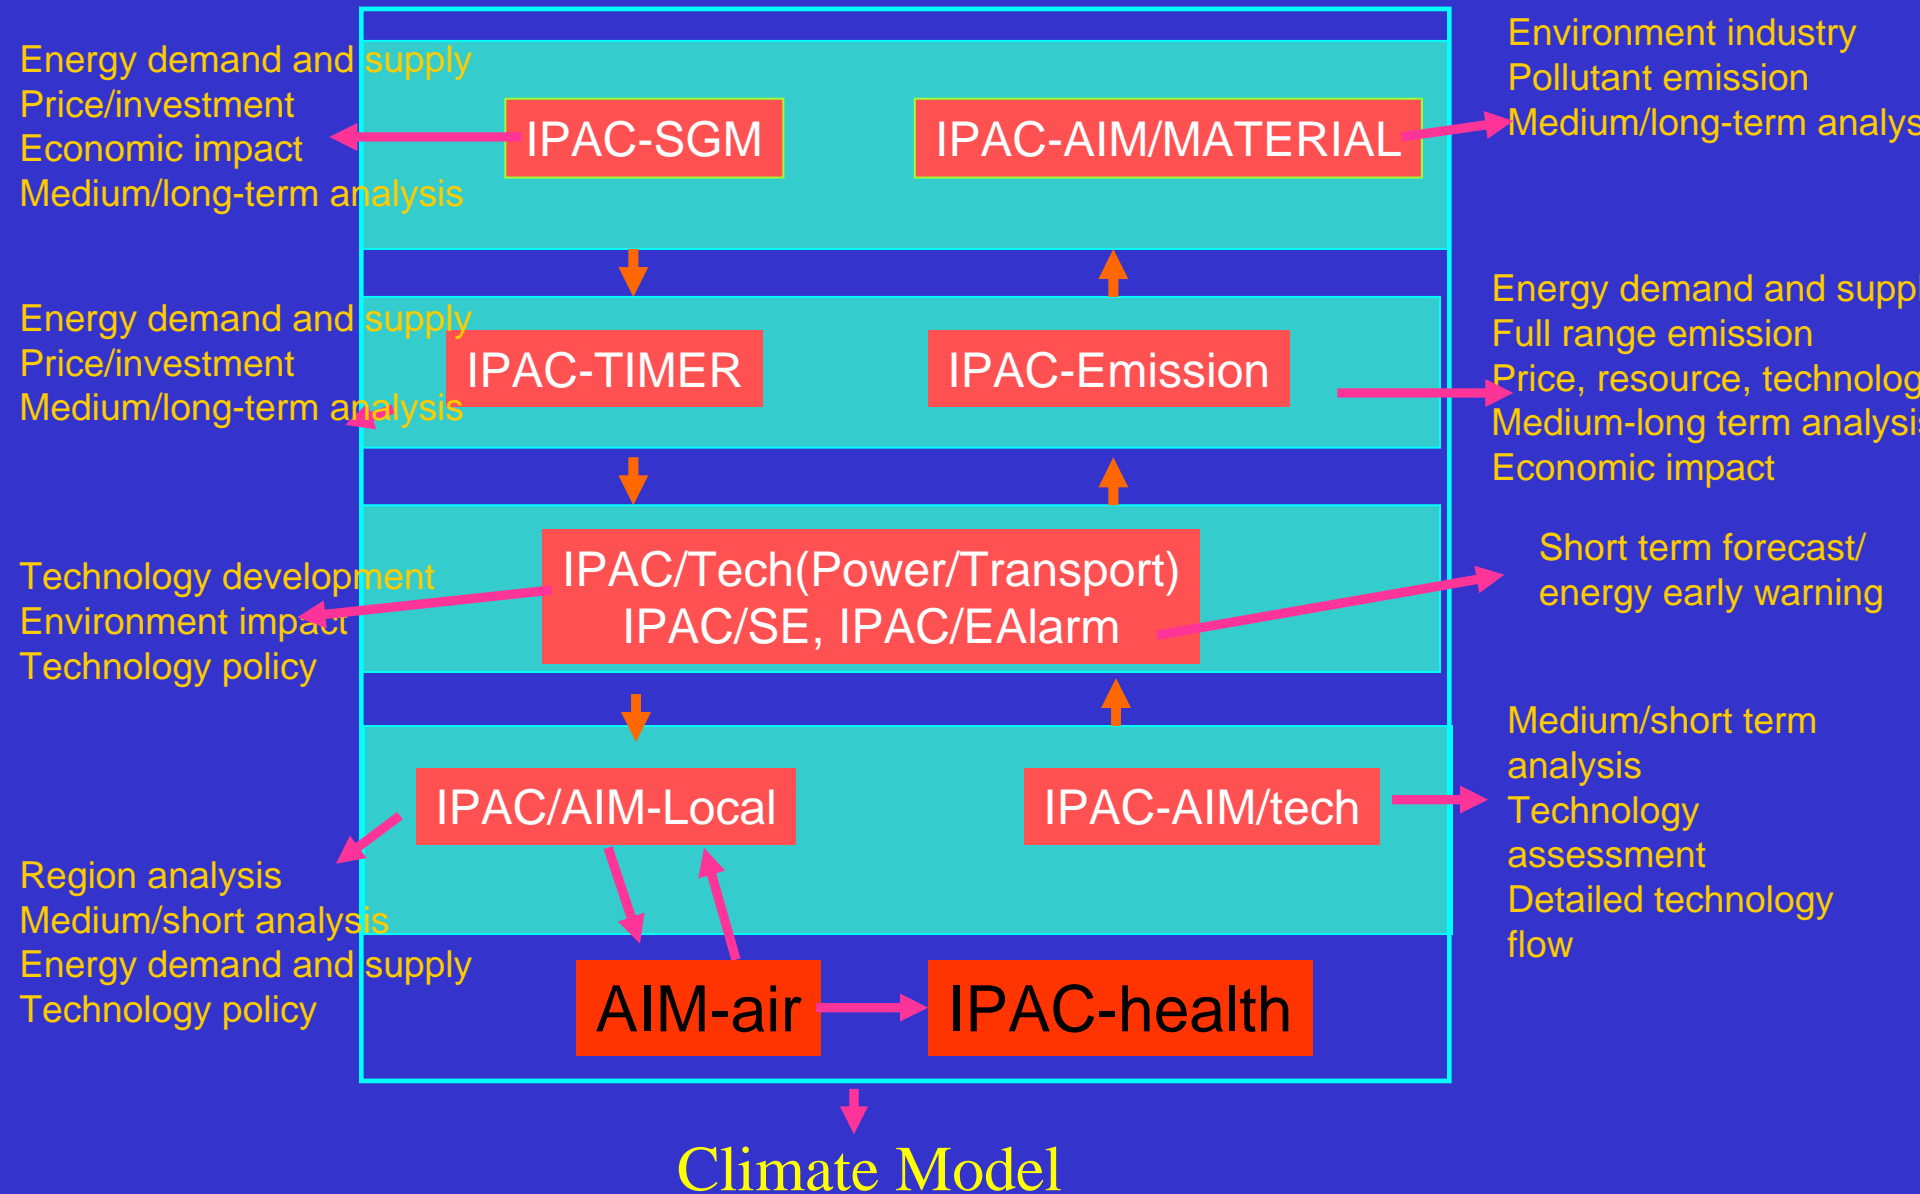 Energy demand and supply
Price/investment
Economic impact
Medium/long-term analysis
IPAC-SGM
IPAC-AIM/MATERIAL
Environment industry
Pollutant emission
Medium/long-term analys
Energy demand and supply
Price/investment
Medium/long-term analysis
IPAC-TIMER
IPAC-Emission
Energy demand and suppl
Full range emission
Price, resource, technolog
Medium-long term analysis
Economic impact
Technology development
Environment impact
Technology policy
IPAC/Tech(Power/Transport)
IPAC/SE, IPAC/EAlarm
Short term forecast/
energy early warning
IPAC/AIM-Local
IPAC-AIM/tech
Medium/short term
analysis
Technology
assessment
Detailed technology
flow
Region analysis
Medium/short analysis
Energy demand and supply
Technology policy
AIM-air
IPAC-health
Climate Model